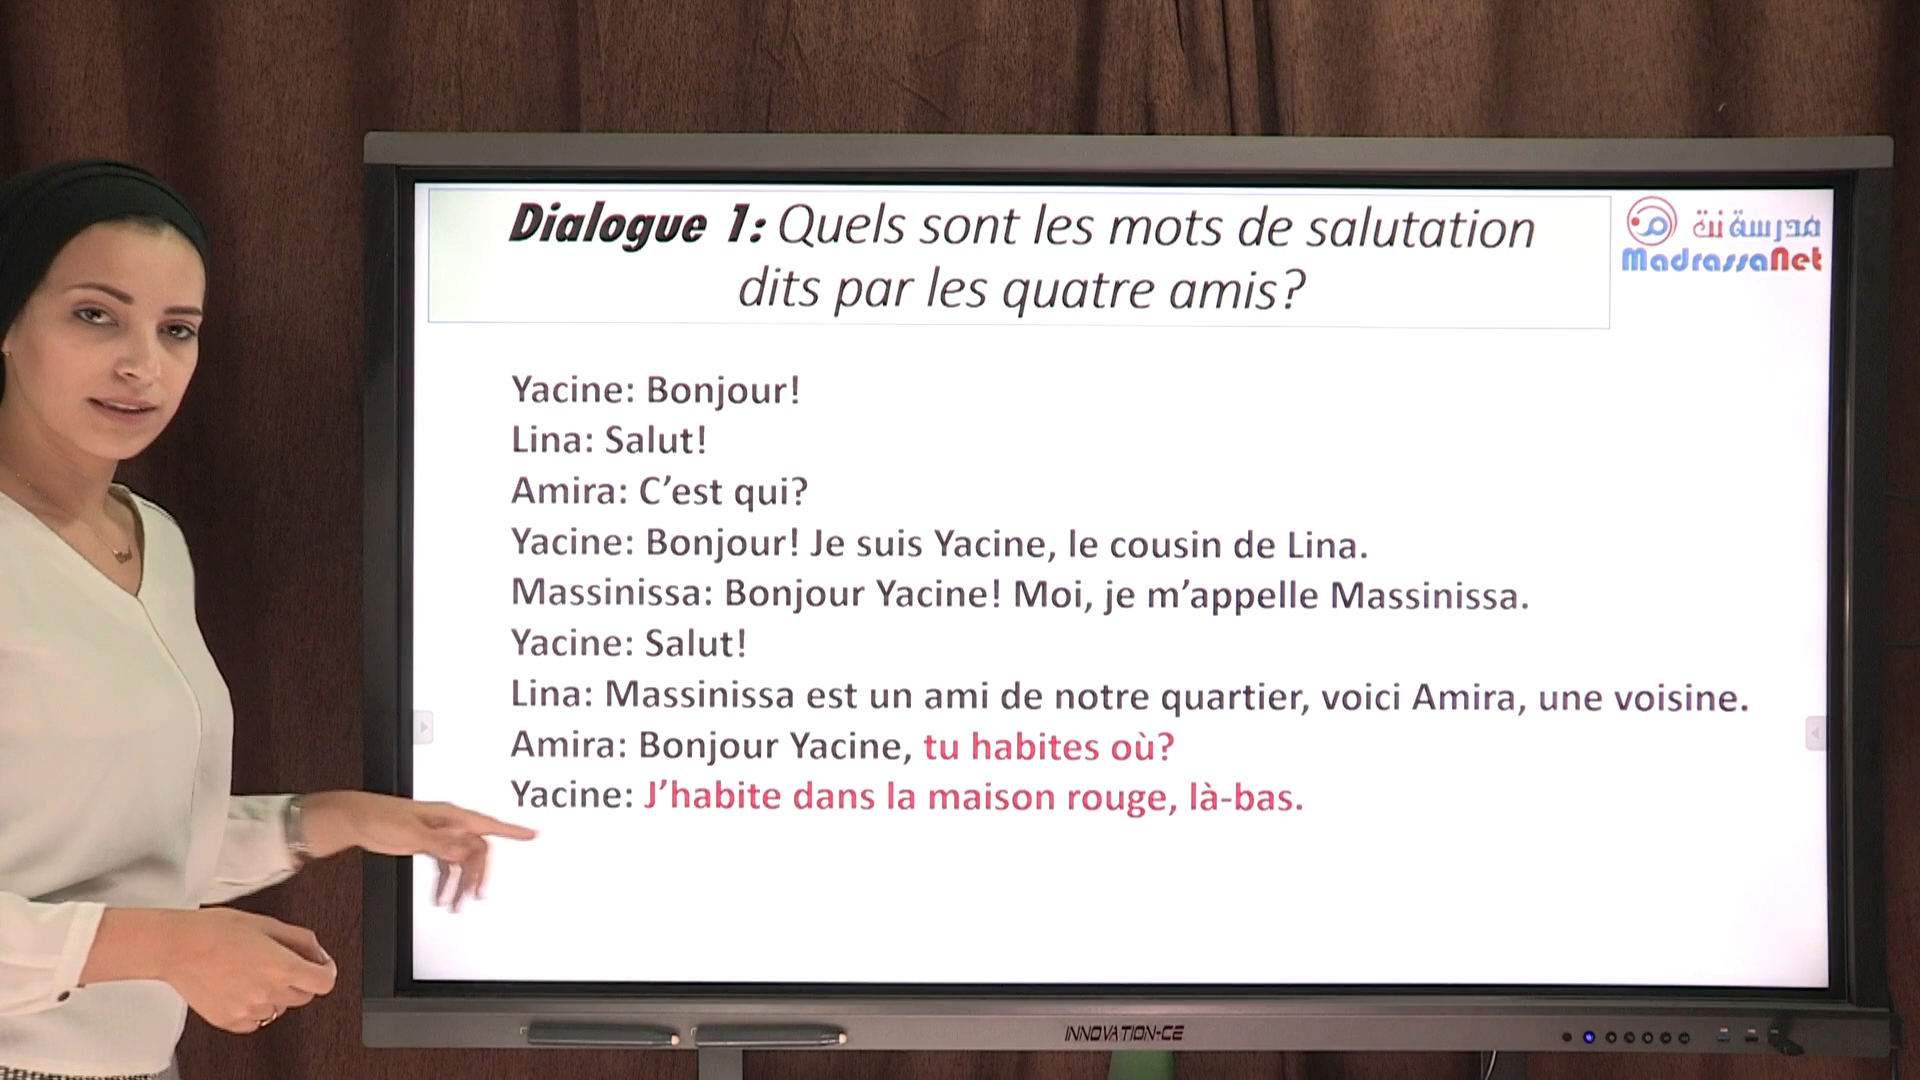 Dialogue 1: Quels sont les mots de salutation
dits par les quatre amis?
مدرسة نت
MadrassaNet
Yacine: Bonjour!
Lina: Salut!
Amira: C’est qui?
Yacine: Bonjour! Je suis Yacine, le cousin de Lina.
Massinissa: Bonjour Yacine! Moi, je m’appelle Massinissa.
Yacine: Salut!
Lina: Massinissa est un ami de notre quartier, voici Amira, une voisine.
Amira: Bonjour Yacine, tu habites où?
Yacine: J’habite dans la maison rouge, là-bas.
INNOVATION-CE